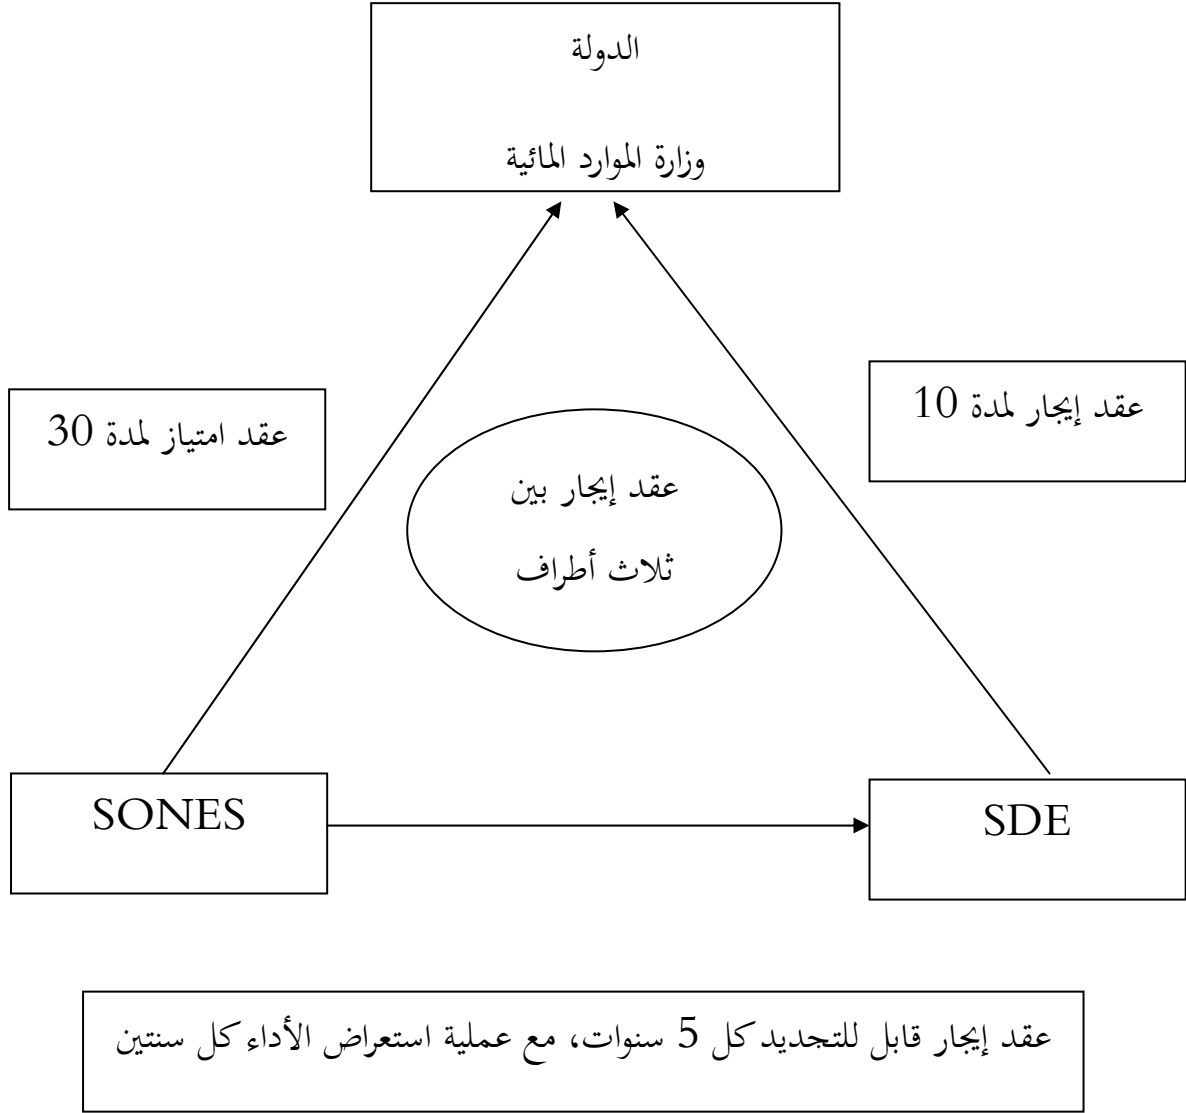 الدولة
وزارة الموارد المائية
عقد إيجار لمدة 10
عقد امتياز لمدة 30
عقد إيجار بين
ثلاث أطراف
SONES
SDE
عقد إيجار قابل للتجديد كل 5 سنوات، مع عملية استعراض الأداء كل سنتين